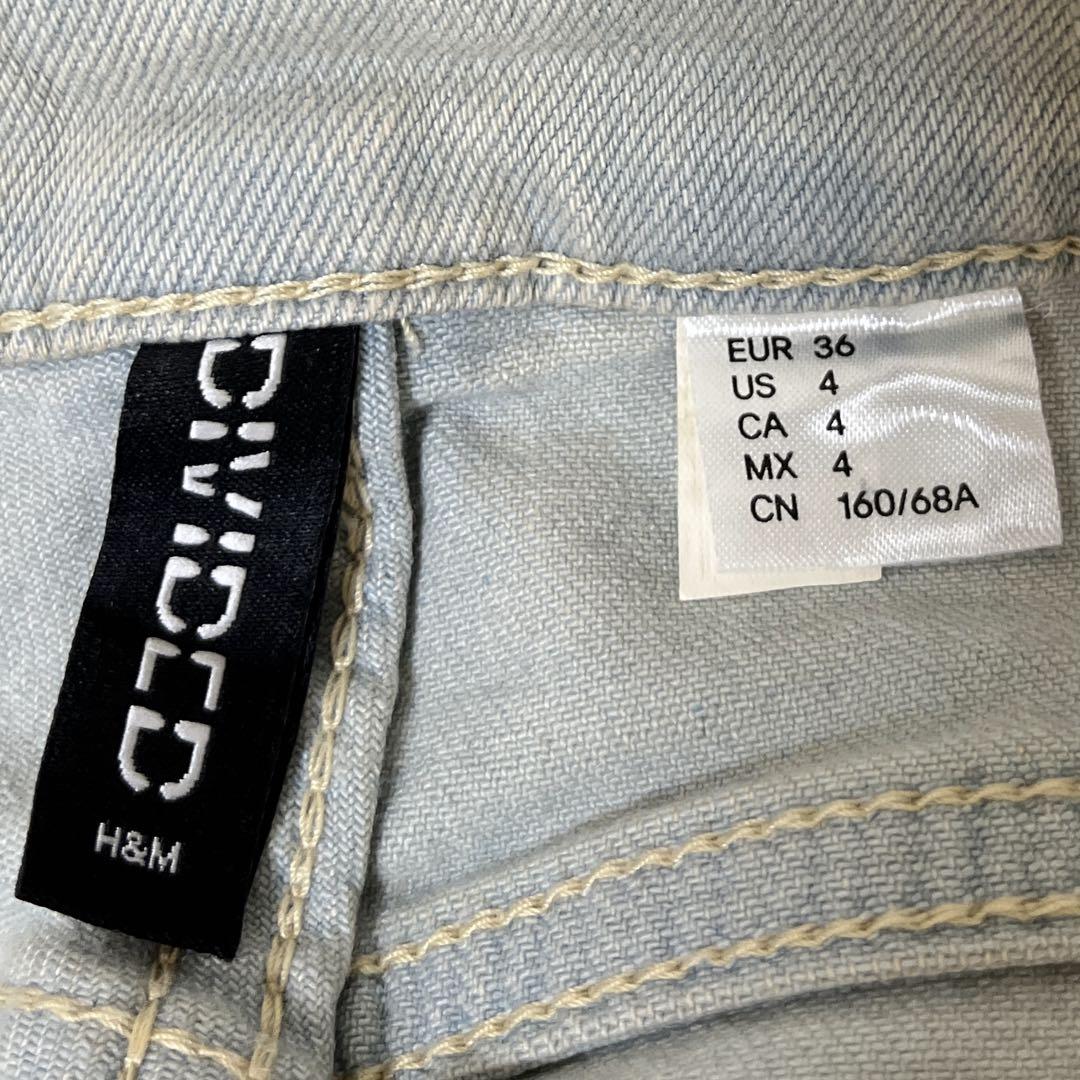 DIVIDED
H&M
EUR 36
US 4
CA 4
MX 4
CN 160/68A